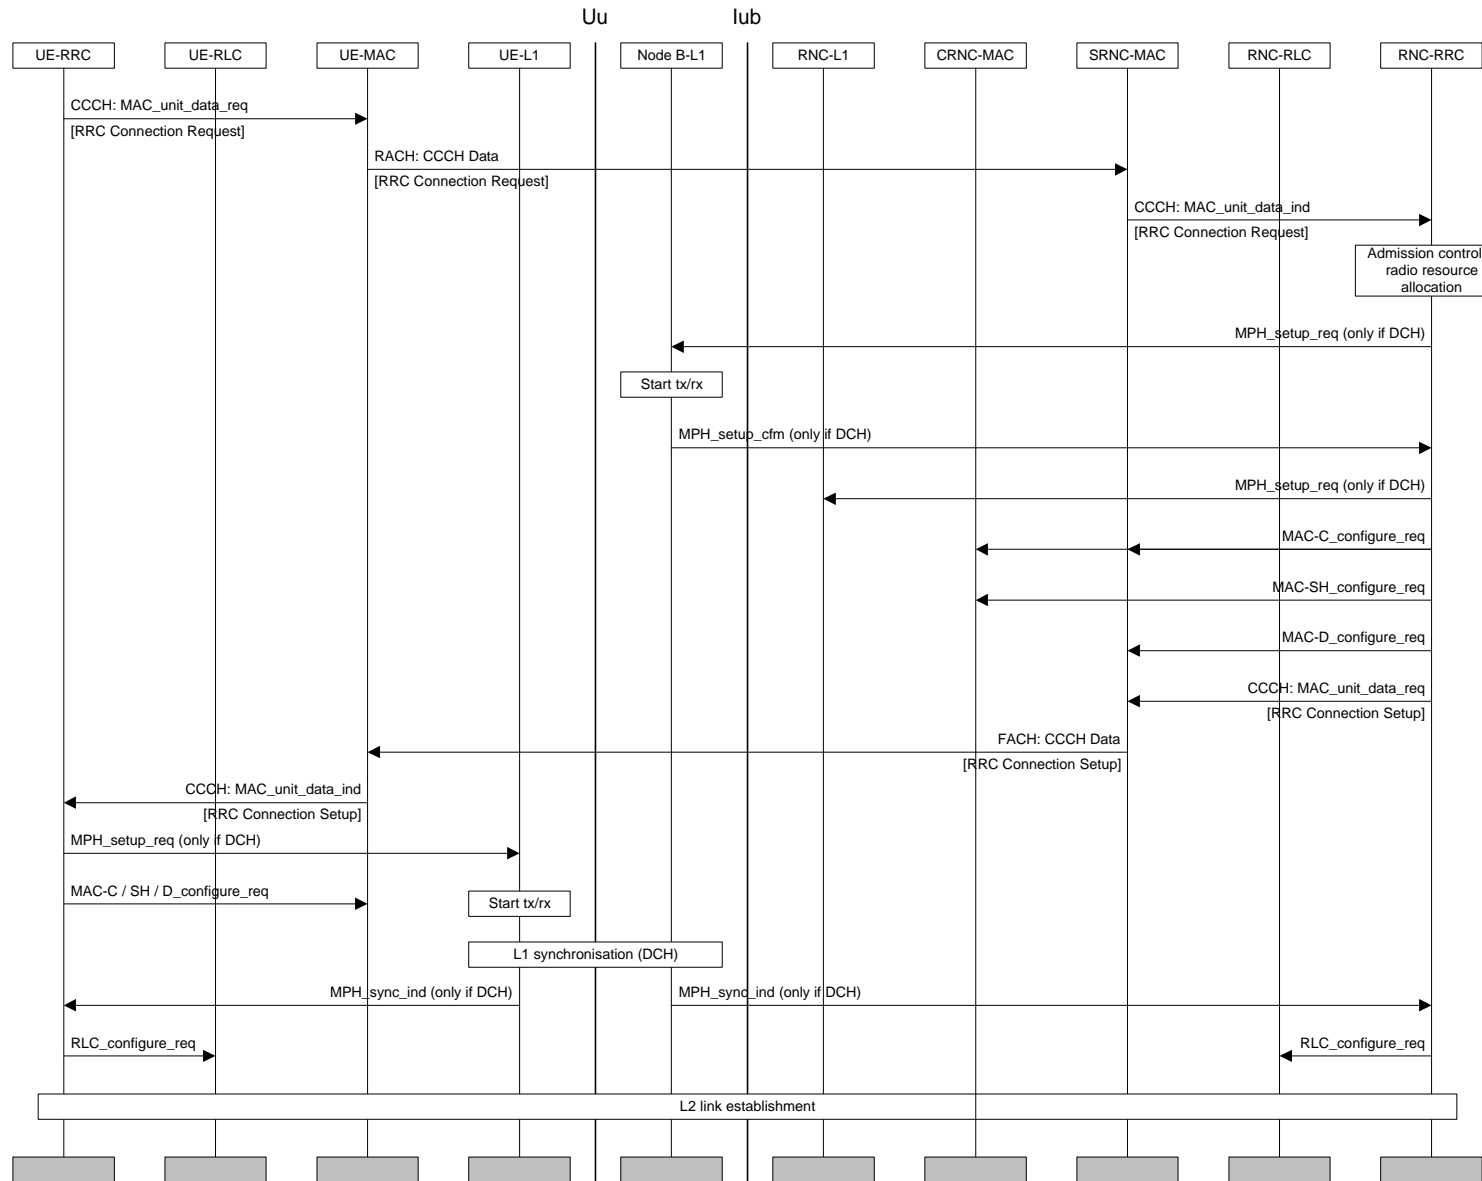 Uu
Iub
UE-RRC
UE-RLC
UE-MAC
UE-L1
Node B-L1
RNC-L1
CRNC-MAC
SRNC-MAC
RNC-RLC
RNC-RRC
CCCH: MAC_unit_data_req
[RRC Connection Request]
RACH: CCCH Data
[RRC Connection Request]
CCCH: MAC_unit_data_ind
[RRC Connection Request]
Admission control
radio resource
allocation
MPH_setup_req (only if DCH)
Start tx/rx
MPH_setup_cfm (only if DCH)
MPH_setup_req (only if DCH)
MAC-C_configure_req
MAC-SH_configure_req
MAC-D_configure_req
CCCH: MAC_unit_data_req
[RRC Connection Setup]
FACH: CCCH Data
[RRC Connection Setup]
CCCH: MAC_unit_data_ind
[RRC Connection Setup]
MPH_setup_req (only if DCH)
MAC-C / SH / D_configure_req
Start tx/rx
L1 synchronisation (DCH)
MPH_sync_ind (only if DCH)
MPH_sync_ind (only if DCH)
RLC_configure_req
RLC_configure_req
L2 link establishment